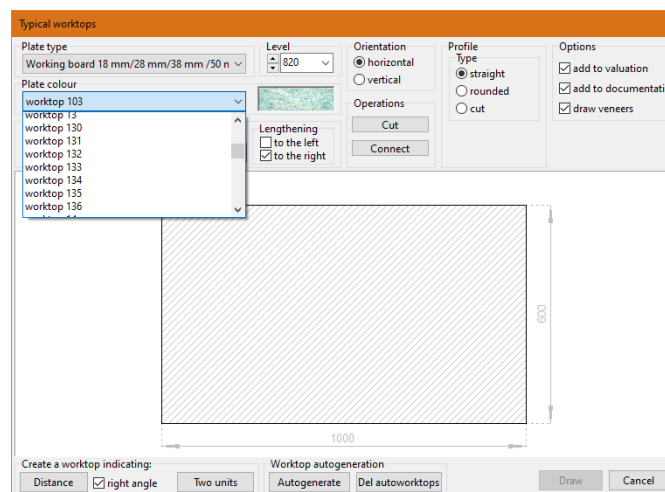 Typical worktops
Plate type
Working board 18 mm/28 mm/38 mm /50 n
Level
820
Orientation
horizontal
vertical
Profile
Type
straight
rounded
cut
Options
add to valuation
add to documentati
draw veneers
Plate colour
worktop 103
worktop 13
worktop 130
worktop 131
worktop 132
worktop 133
worktop 134
worktop 135
worktop 136
Lengthening
to the left
to the right
Operations
Cut
Connect
600
1000
Create a worktop indicating:
Distance
right angle
Two units
Worktop autogeneration
Autogenerate
Del autoworktops
Draw
Cancel